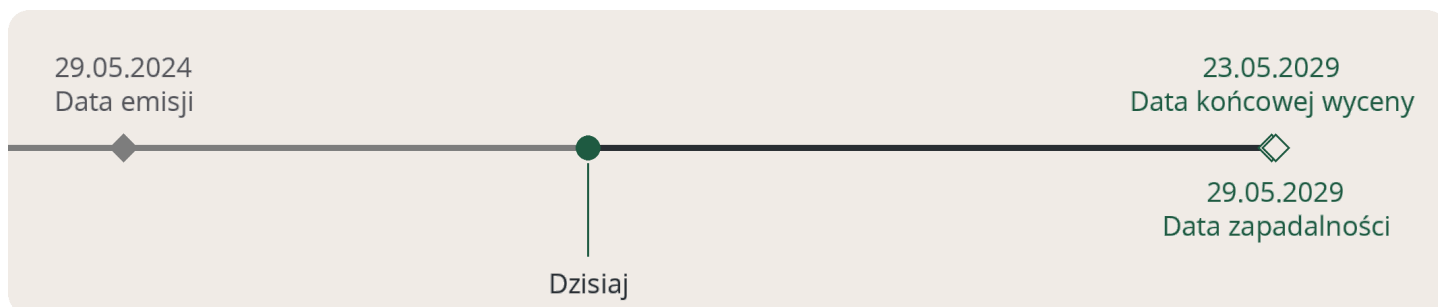 29.05.2024
Data emisji
23.05.2029
Data końcowej wyceny
29.05.2029
Data zapadalności
Dzisiaj